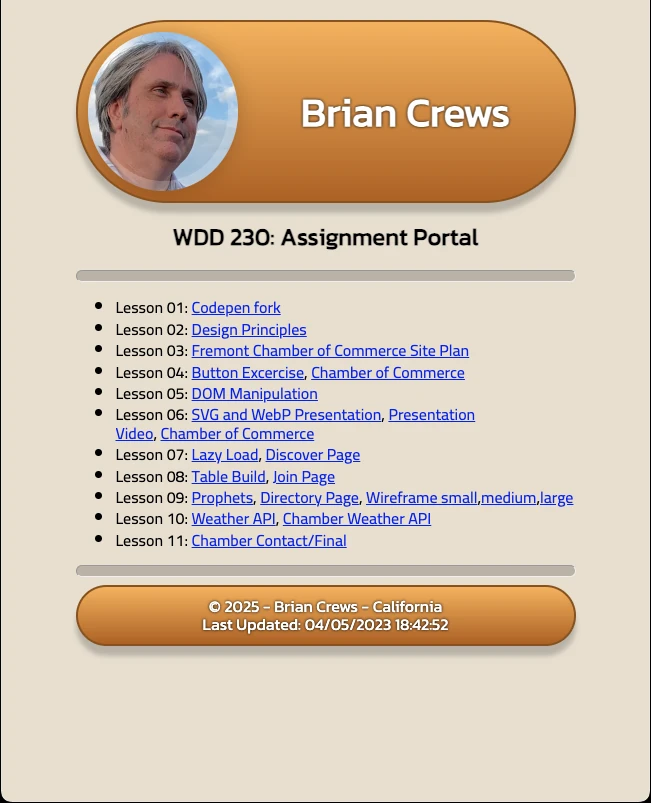 Brian Crews
WDD 230: Assignment Portal
Lesson 01: Codepen fork
Lesson 02: Design Principles
Lesson 03: Fremont Chamber of Commerce Site Plan
Lesson 04: Button Excercise, Chamber of Commerce
Lesson 05: DOM Manipulation
Lesson 06: SVG and WebP Presentation, Presentation
Video, Chamber of Commerce
Lesson 07: Lazy Load, Discover Page
Lesson 08: Table Build, Join Page
Lesson 09: Prophets, Directory Page, Wireframe small,medium,large
Lesson 10: Weather API, Chamber Weather API
Lesson 11: Chamber Contact/Final
© 2025 - Brian Crews - California
Last Updated: 04/05/2023 18:42:52